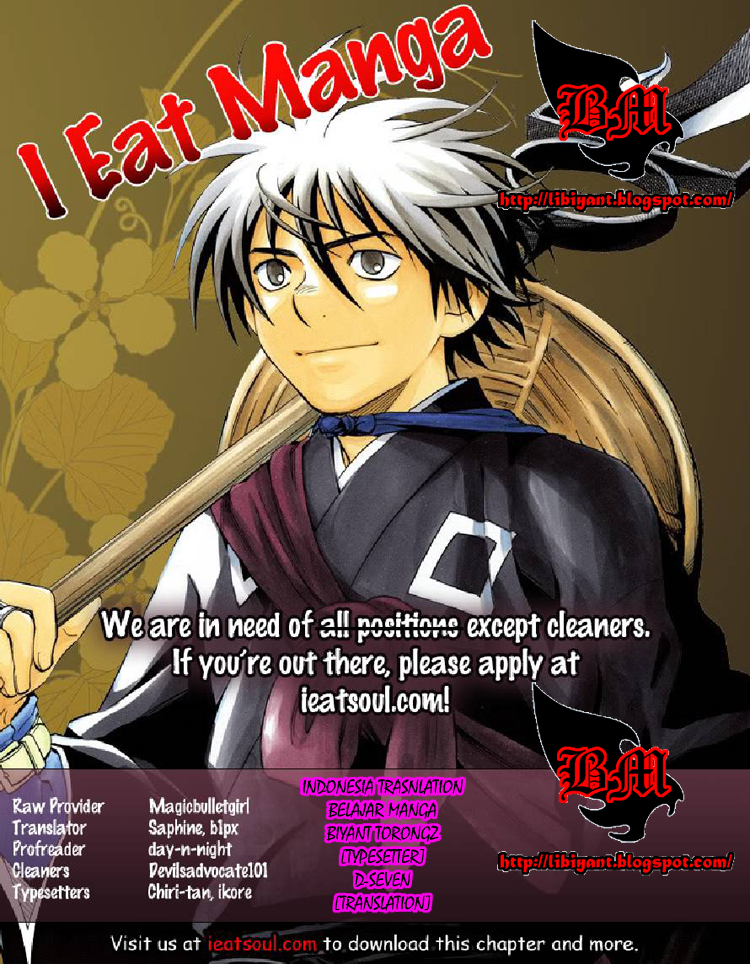 I Eat Manga
BM
http://libiyant.blogspot.com/
We are in need of all positions except cleaners.
If you're out there, please apply at
ieatsoul.com!
Raw Provider Magicbulletgirl
Translator Saphine, b1px
Profreader day-n-night
Cleaners Devilsadvocate101
Typesetters Chiri-tan, ikore
INDONESIA TRASNLATION
BELAJAR MANGA
BIYANT TORONGZ
[TYPESETTER]
D-SEVEN
[TRANSLATION]
BM
http://libiyant.blogspot.com/
Visit us at ieatsoul.com to download this chapter and more.